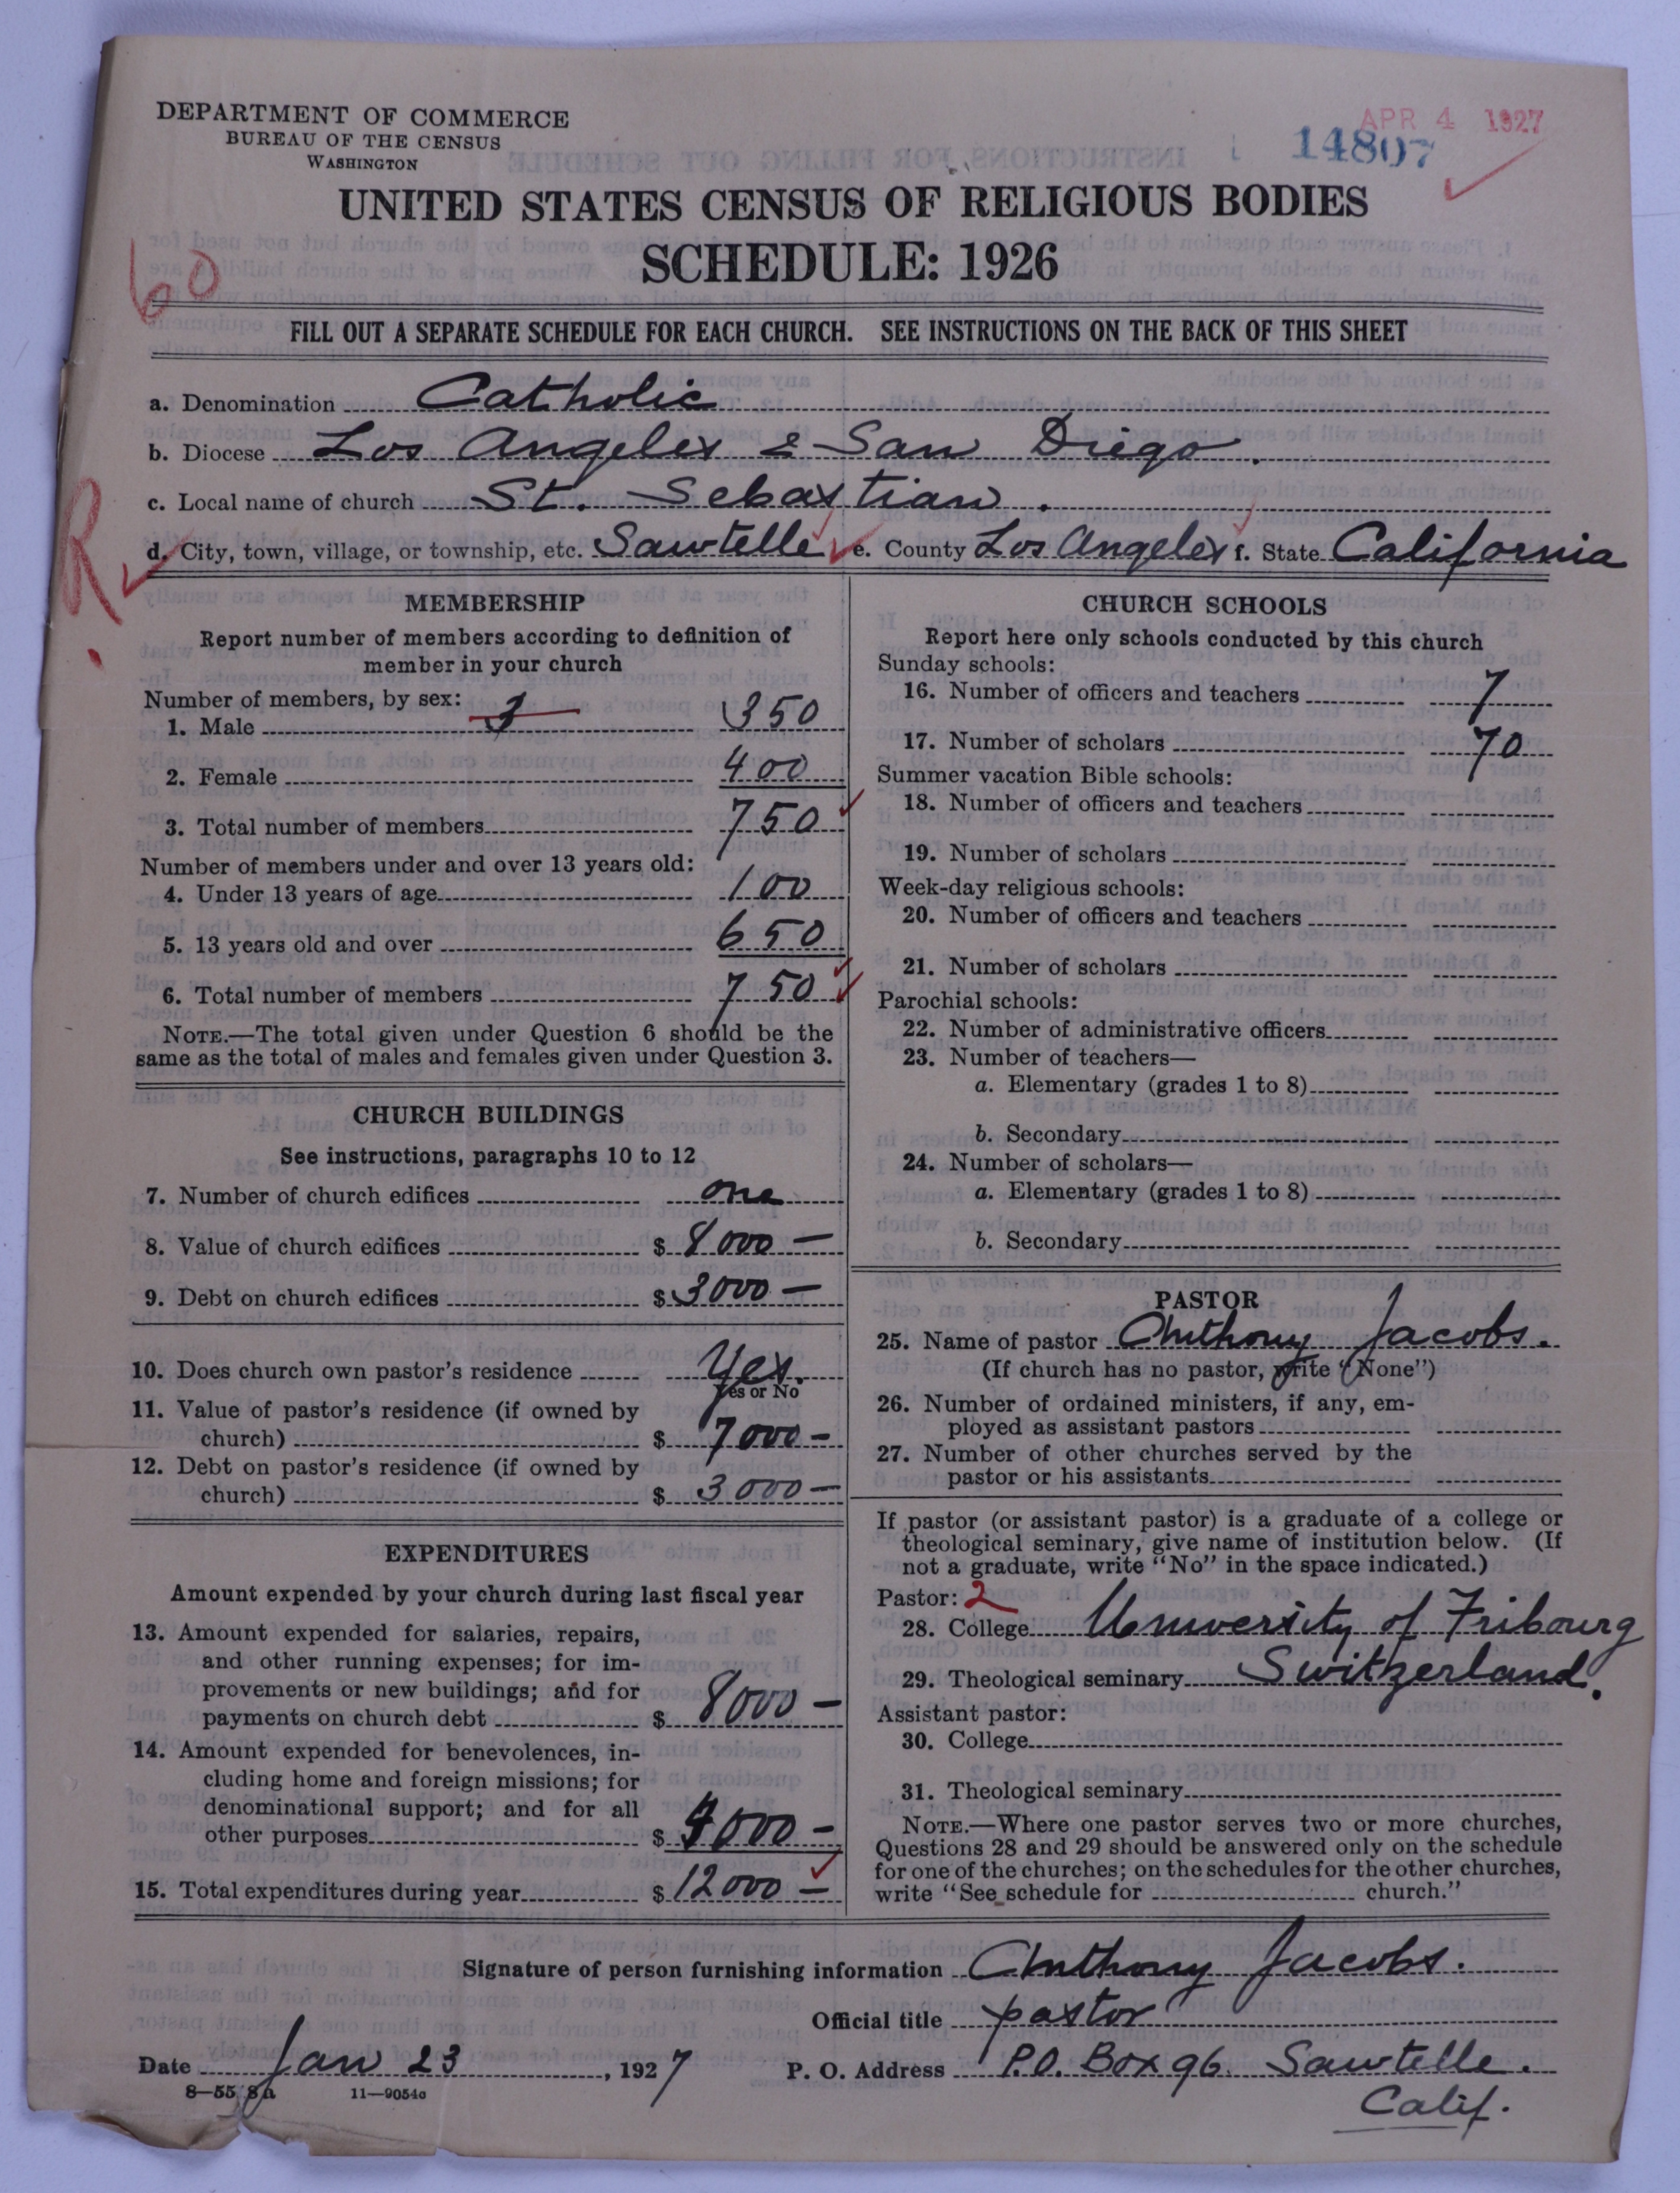 DEPARTMENT OF COMMERCE
BUREAU OF THE CENSUS
WASHINGTON
APR 4 1927
14807
UNITED STATES CENSUS OF RELIGIOUS BODIES
SCHEDULE: 1926
60
FILL OUT A SEPARATE SCHEDULE FOR EACH CHURCH. SEE INSTRUCTIONS ON THE BACK OF THIS SHEET
a. Denomination Catholic
b. Diocese Los Angeles & San Diego.
c. Local name of church St. Sebastian.
R.
d. City, town, village, or township, etc. Sawtelle e. County Los Angeles f. State California
MEMBERSHIP
Report number of members according to definition of
member in your church
Number of members, by sex:
1. Male 3 350
2. Female 400
3. Total number of members 750
Number of members under and over 13 years old:
4. Under 13 years of age 100
5. 13 years old and over 650
6. Total number of members 750
NOTE.—The total given under Question 6 should be the
same as the total of males and females given under Question 3.
CHURCH BUILDINGS
See instructions, paragraphs 10 to 12
7. Number of church edifices one
8. Value of church edifices $ 8000 —
9. Debt on church edifices $ 3000 —
10. Does church own pastor's residence Yes.
Yes or No
11. Value of pastor's residence (if owned by
church) $ 7000 —
12. Debt on pastor's residence (if owned by
church) $ 3000 —
EXPENDITURES
Amount expended by your church during last fiscal year
13. Amount expended for salaries, repairs,
and other running expenses; for im-
provements or new buildings; and for
payments on church debt $ 8000 —
14. Amount expended for benevolences, in-
cluding home and foreign missions; for
denominational support; and for all
other purposes $ 4000 —
15. Total expenditures during year $ 12000 —
CHURCH SCHOOLS
Report here only schools conducted by this church
Sunday schools:
16. Number of officers and teachers 7
17. Number of scholars 70
Summer vacation Bible schools:
18. Number of officers and teachers
19. Number of scholars
Week-day religious schools:
20. Number of officers and teachers
21. Number of scholars
Parochial schools:
22. Number of administrative officers
23. Number of teachers—
a. Elementary (grades 1 to 8)
b. Secondary
24. Number of scholars—
a. Elementary (grades 1 to 8)
b. Secondary
PASTOR
25. Name of pastor Anthony Jacobs.
(If church has no pastor, write "None")
26. Number of ordained ministers, if any, em-
ployed as assistant pastors
27. Number of other churches served by the
pastor or his assistants
If pastor (or assistant pastor) is a graduate of a college or
theological seminary, give name of institution below. (If
not a graduate, write "No" in the space indicated.)
Pastor: 2
28. College University of Fribourg
29. Theological seminary Switzerland.
Assistant pastor:
30. College
31. Theological seminary
NOTE.—Where one pastor serves two or more churches,
Questions 28 and 29 should be answered only on the schedule
for one of the churches; on the schedules for the other churches,
write "See schedule for church."
Signature of person furnishing information Anthony Jacobs.
Official title pastor
Date Jan 23, 1927 P. O. Address P.O. Box 96. Sawtelle.
Calif.
8—55 8a 11—9054a